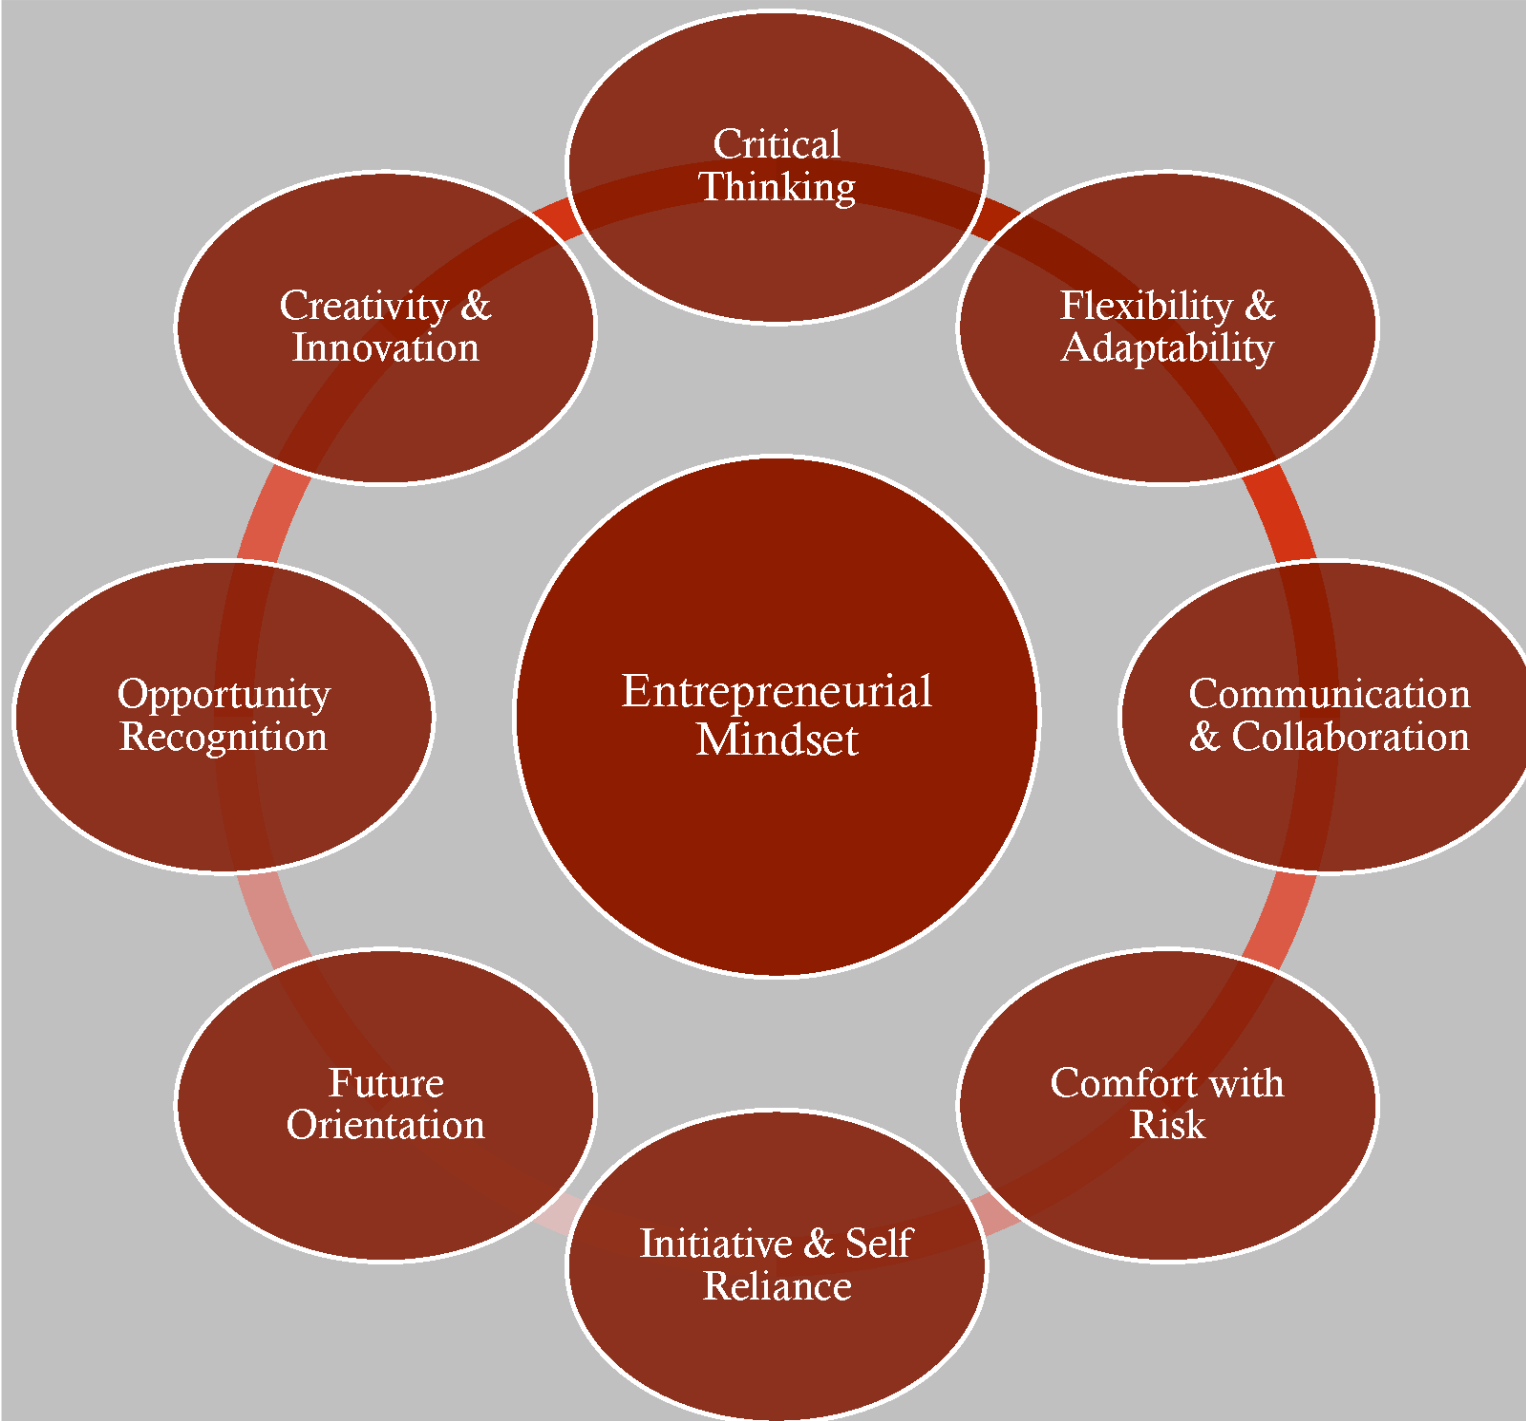 Critical
Thinking
Flexibility &
Adaptability
Communication
& Collaboration
Comfort with
Risk
Initiative & Self
Reliance
Future
Orientation
Opportunity
Recognition
Creativity &
Innovation
Entrepreneurial
Mindset